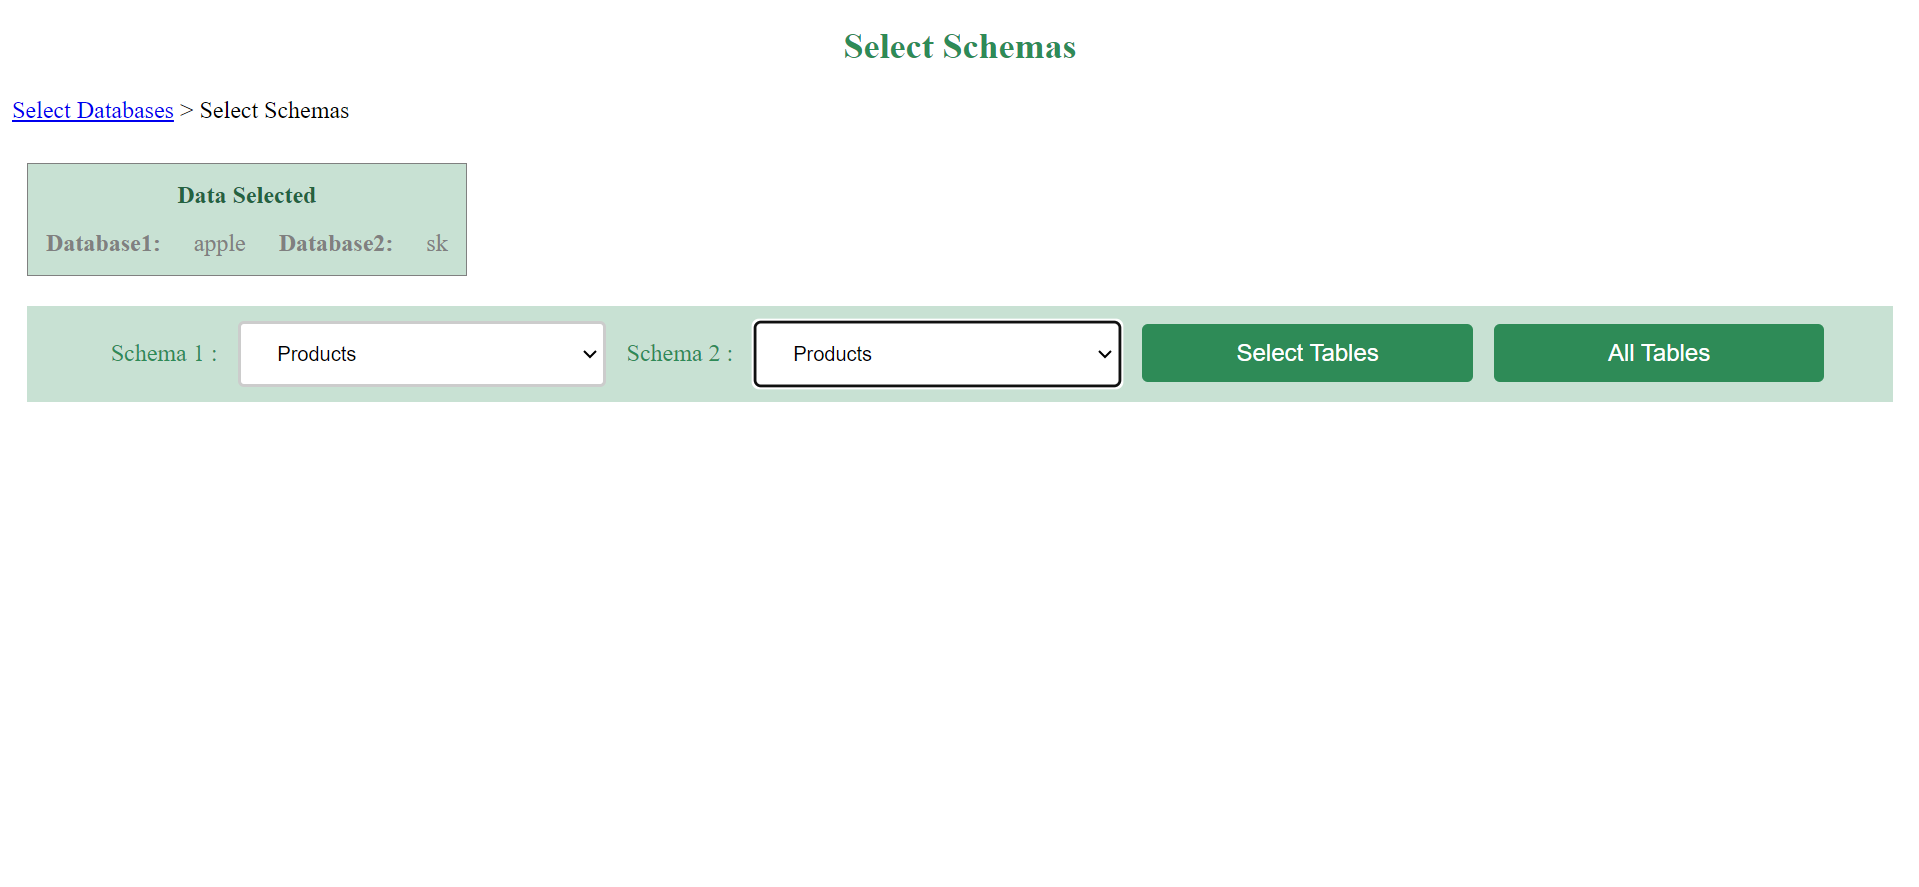 Select Schemas
Select Databases > Select Schemas
Data Selected
Database1: apple Database2: sk
Schema 1 : Products Schema 2 : Products Select Tables All Tables